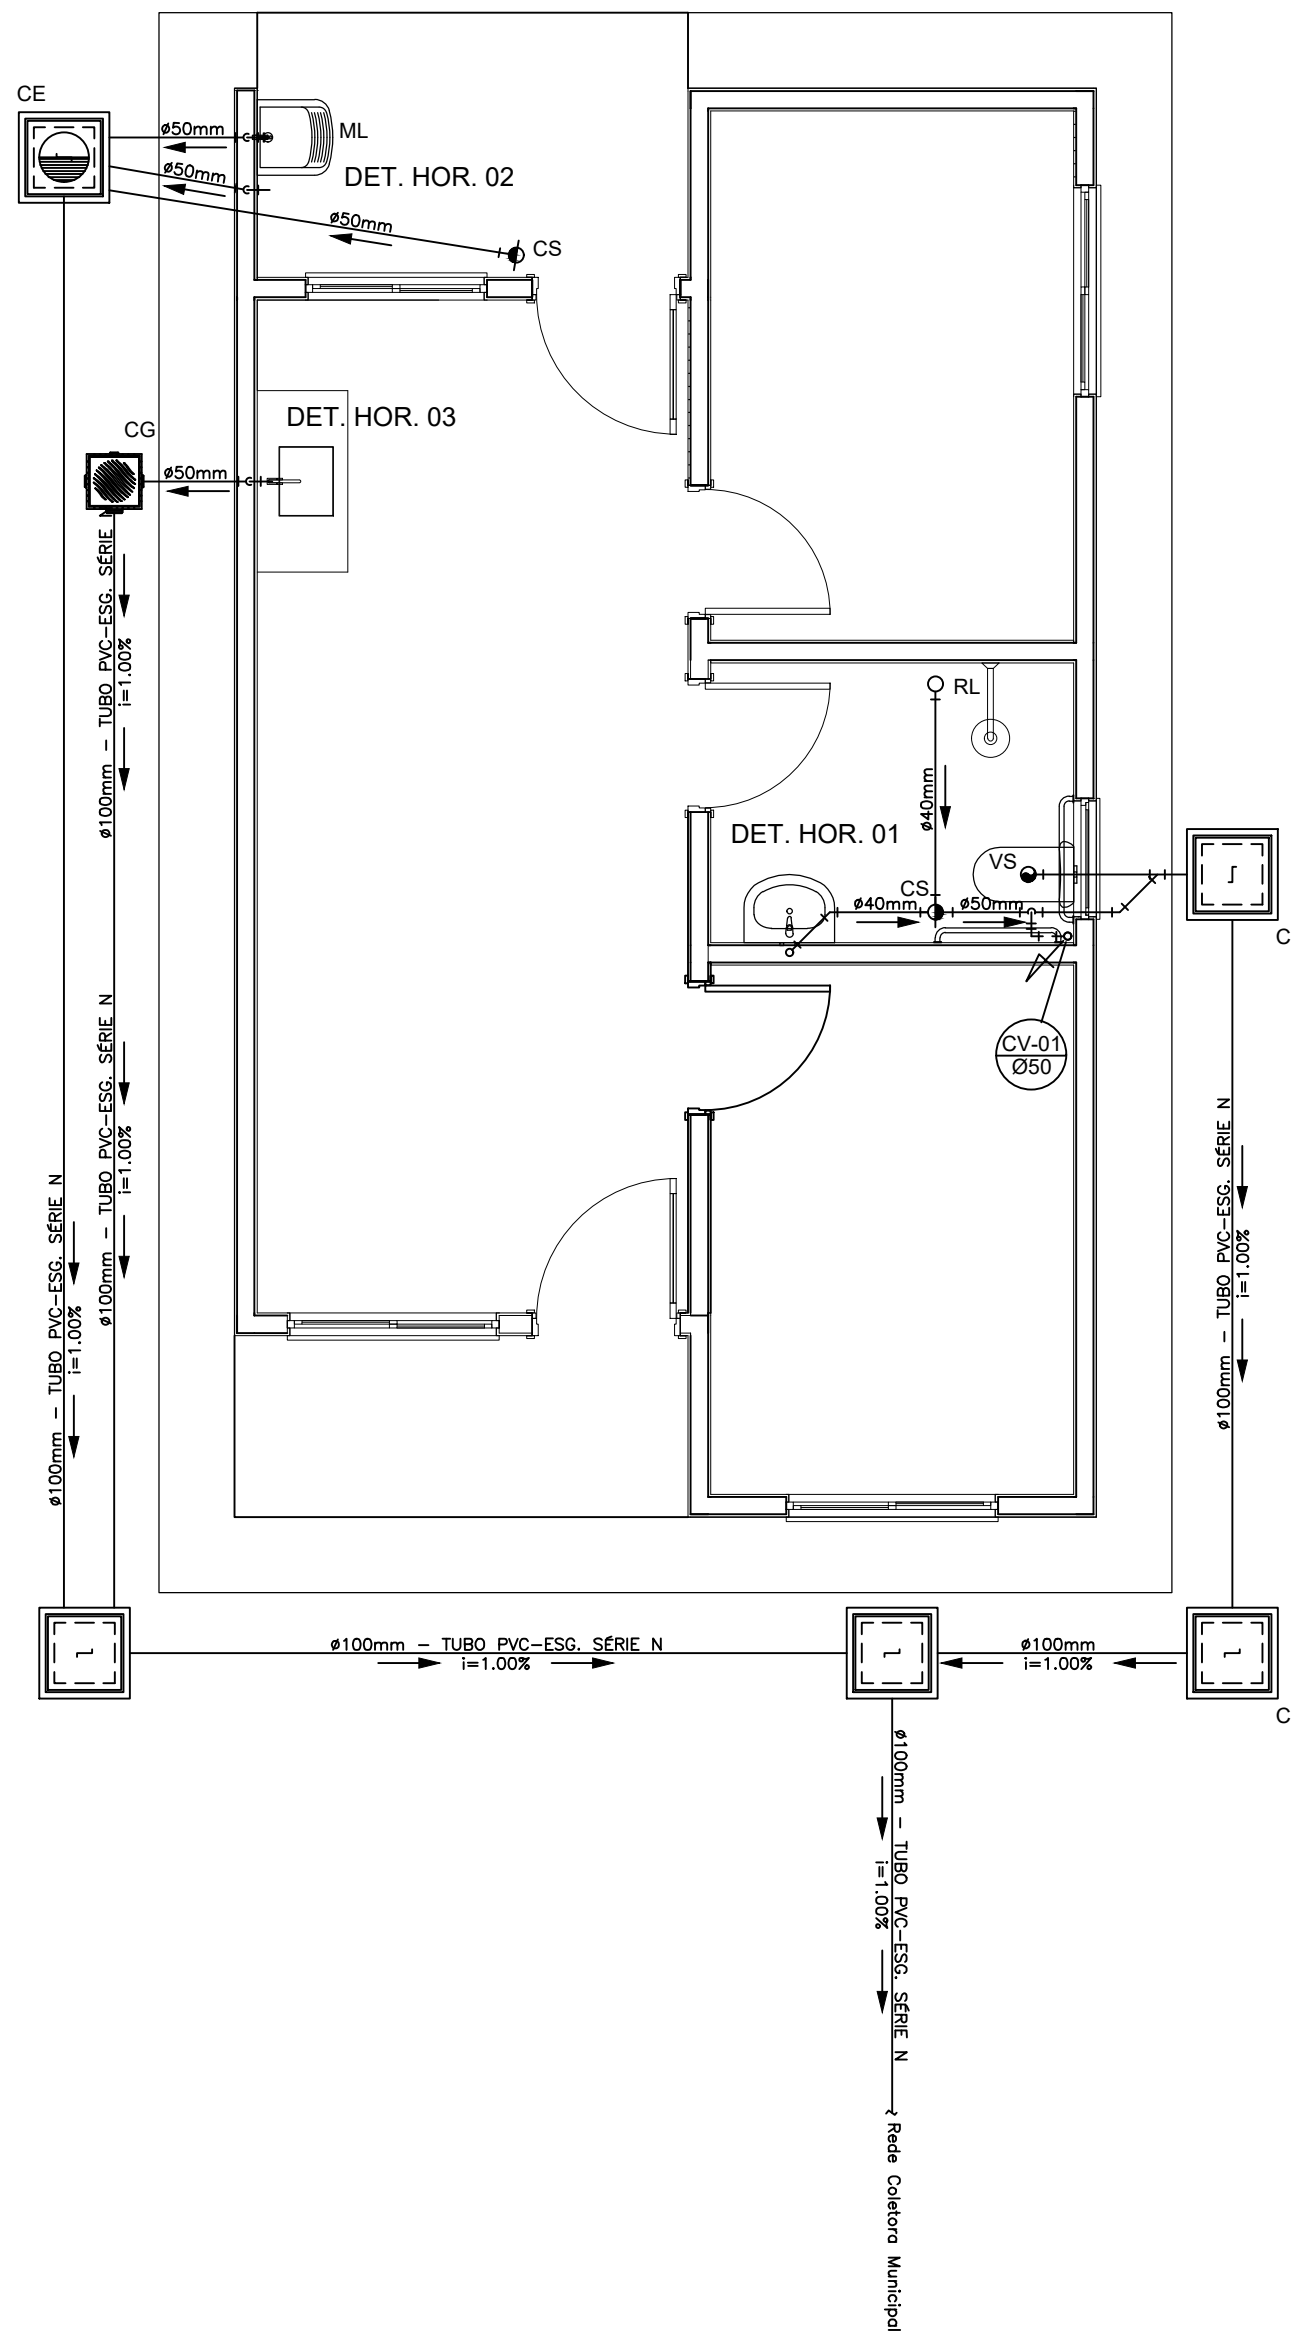 CE
ø50mm
ML
DET. HOR. 02
ø50mm
ø50mm
CS
DET. HOR. 03
CG
ø50mm
ø100mm – TUBO PVC–ESG. SÉRIE N
i=1.00%
RL
ø40mm
DET. HOR. 01
VS
CS
ø40mm
ø50mm
C
CV-01
Ø50
ø100mm – TUBO PVC–ESG. SÉRIE N
i=1.00%
ø100mm – TUBO PVC–ESG. SÉRIE N
i=1.00%
ø100mm – TUBO PVC–ESG. SÉRIE N
i=1.00%
ø100mm – TUBO PVC–ESG. SÉRIE N
i=1.00%
ø100mm
i=1.00%
C
ø100mm – TUBO PVC–ESG. SÉRIE N
i=1.00%
Rede Coletora Municipal